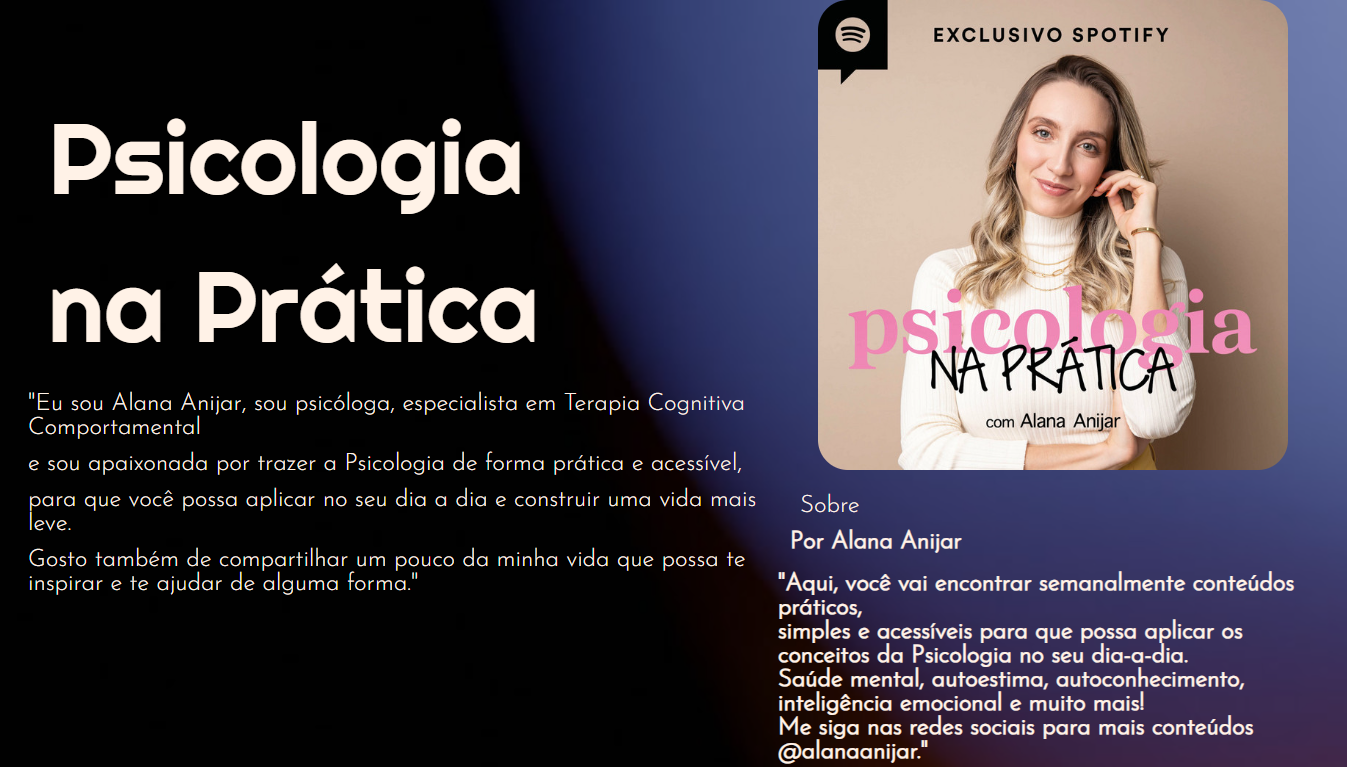 Psicologia
na Prática
"Eu sou Alana Anijar, sou psicóloga, especialista em Terapia Cognitiva
Comportamental
e sou apaixonada por trazer a Psicologia de forma prática e acessível,
para que você possa aplicar no seu dia a dia e construir uma vida mais
leve.
Gosto também de compartilhar um pouco da minha vida que possa te
inspirar e te ajudar de alguma forma."
EXCLUSIVO SPOTIFY
psicologia
NA PRÁTICA
com Alana Anijar
Sobre
Por Alana Anijar
"Aqui, você vai encontrar semanalmente conteúdos
práticos,
simples e acessíveis para que possa aplicar os
conceitos da Psicologia no seu dia-a-dia.
Saúde mental, autoestima, autoconhecimento,
inteligência emocional e muito mais!
Me siga nas redes sociais para mais conteúdos
@alanaanijar."